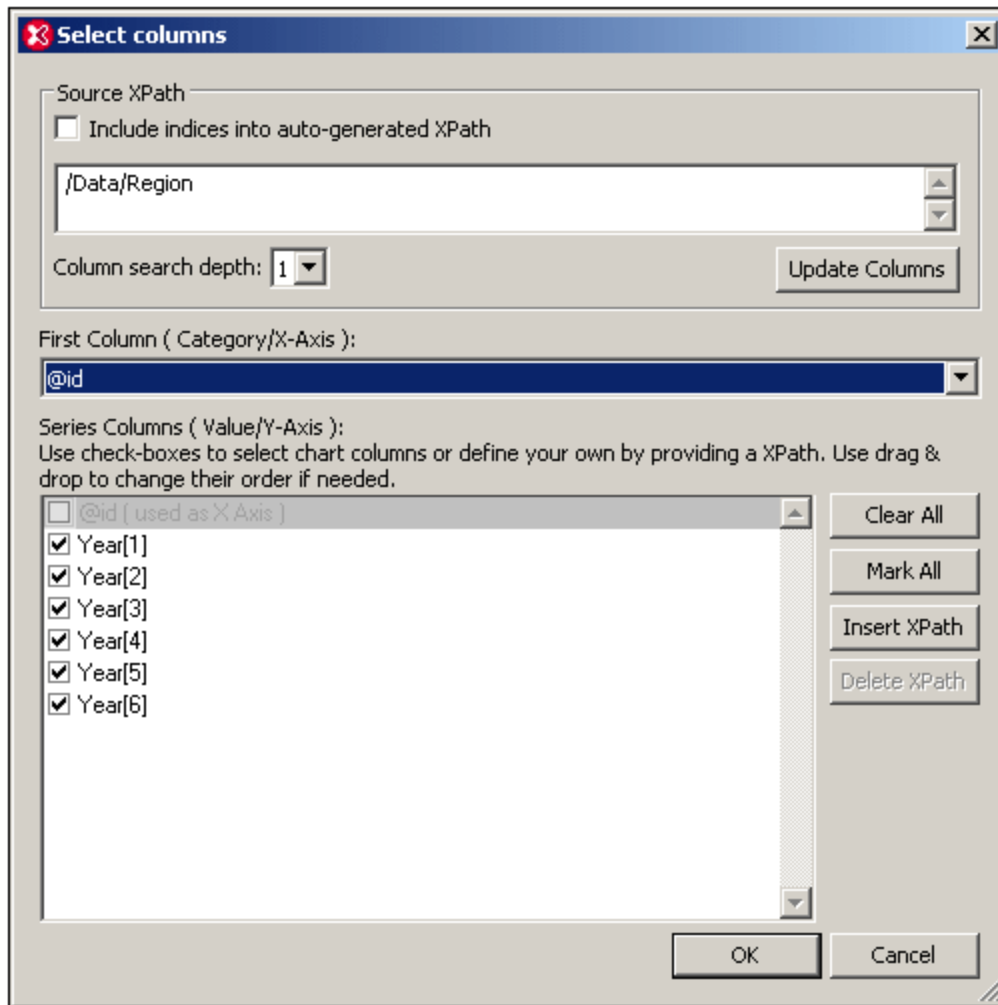 Select columns
Source XPath
Include indices into auto-generated XPath
/Data/Region
Column search depth: 1
Update Columns
First Column ( Category/X-Axis ):
@id
Series Columns ( Value/Y-Axis ):
Use check-boxes to select chart columns or define your own by providing a XPath. Use drag &
drop to change their order if needed.
@id ( used as X Axis )
Year[1]
Year[2]
Year[3]
Year[4]
Year[5]
Year[6]
Clear All
Mark All
Insert XPath
Delete XPath
OK
Cancel